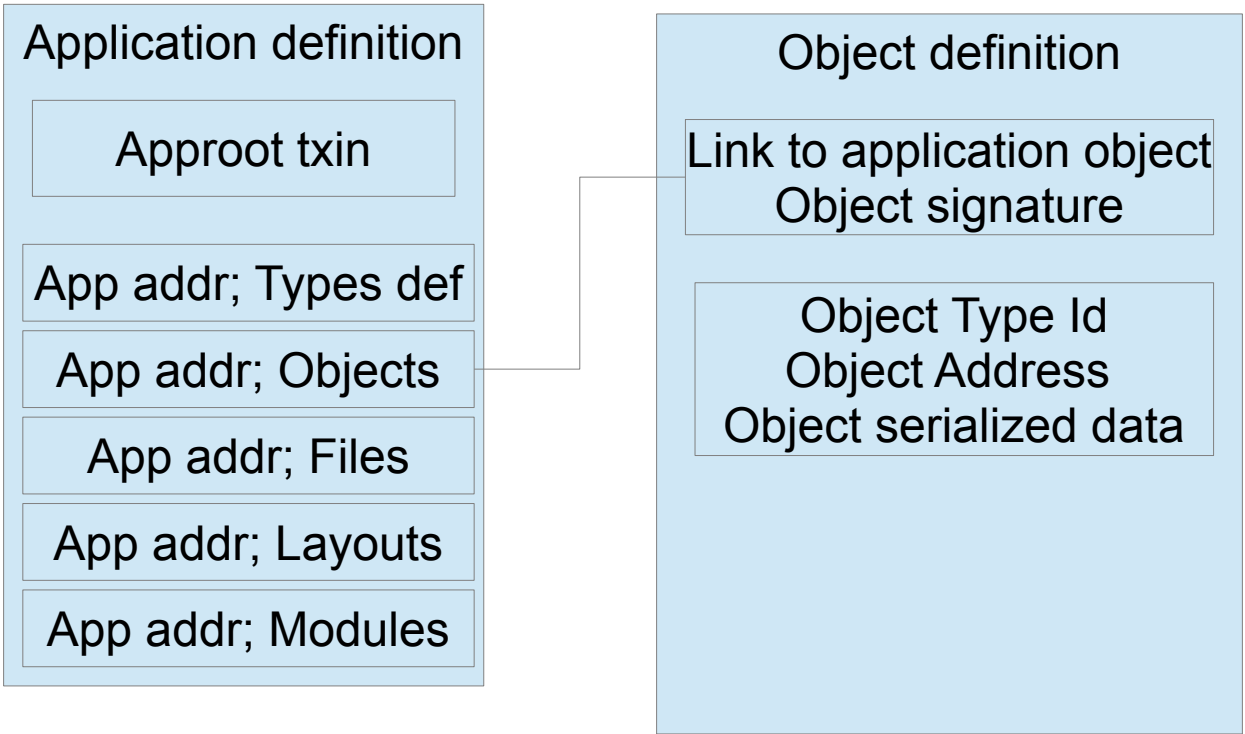 Application definition
Approot txin
App addr; Types def
App addr; Objects
App addr; Files
App addr; Layouts
App addr; Modules
Object definition
Link to application object
Object signature
Object Type Id
Object Address
Object serialized data